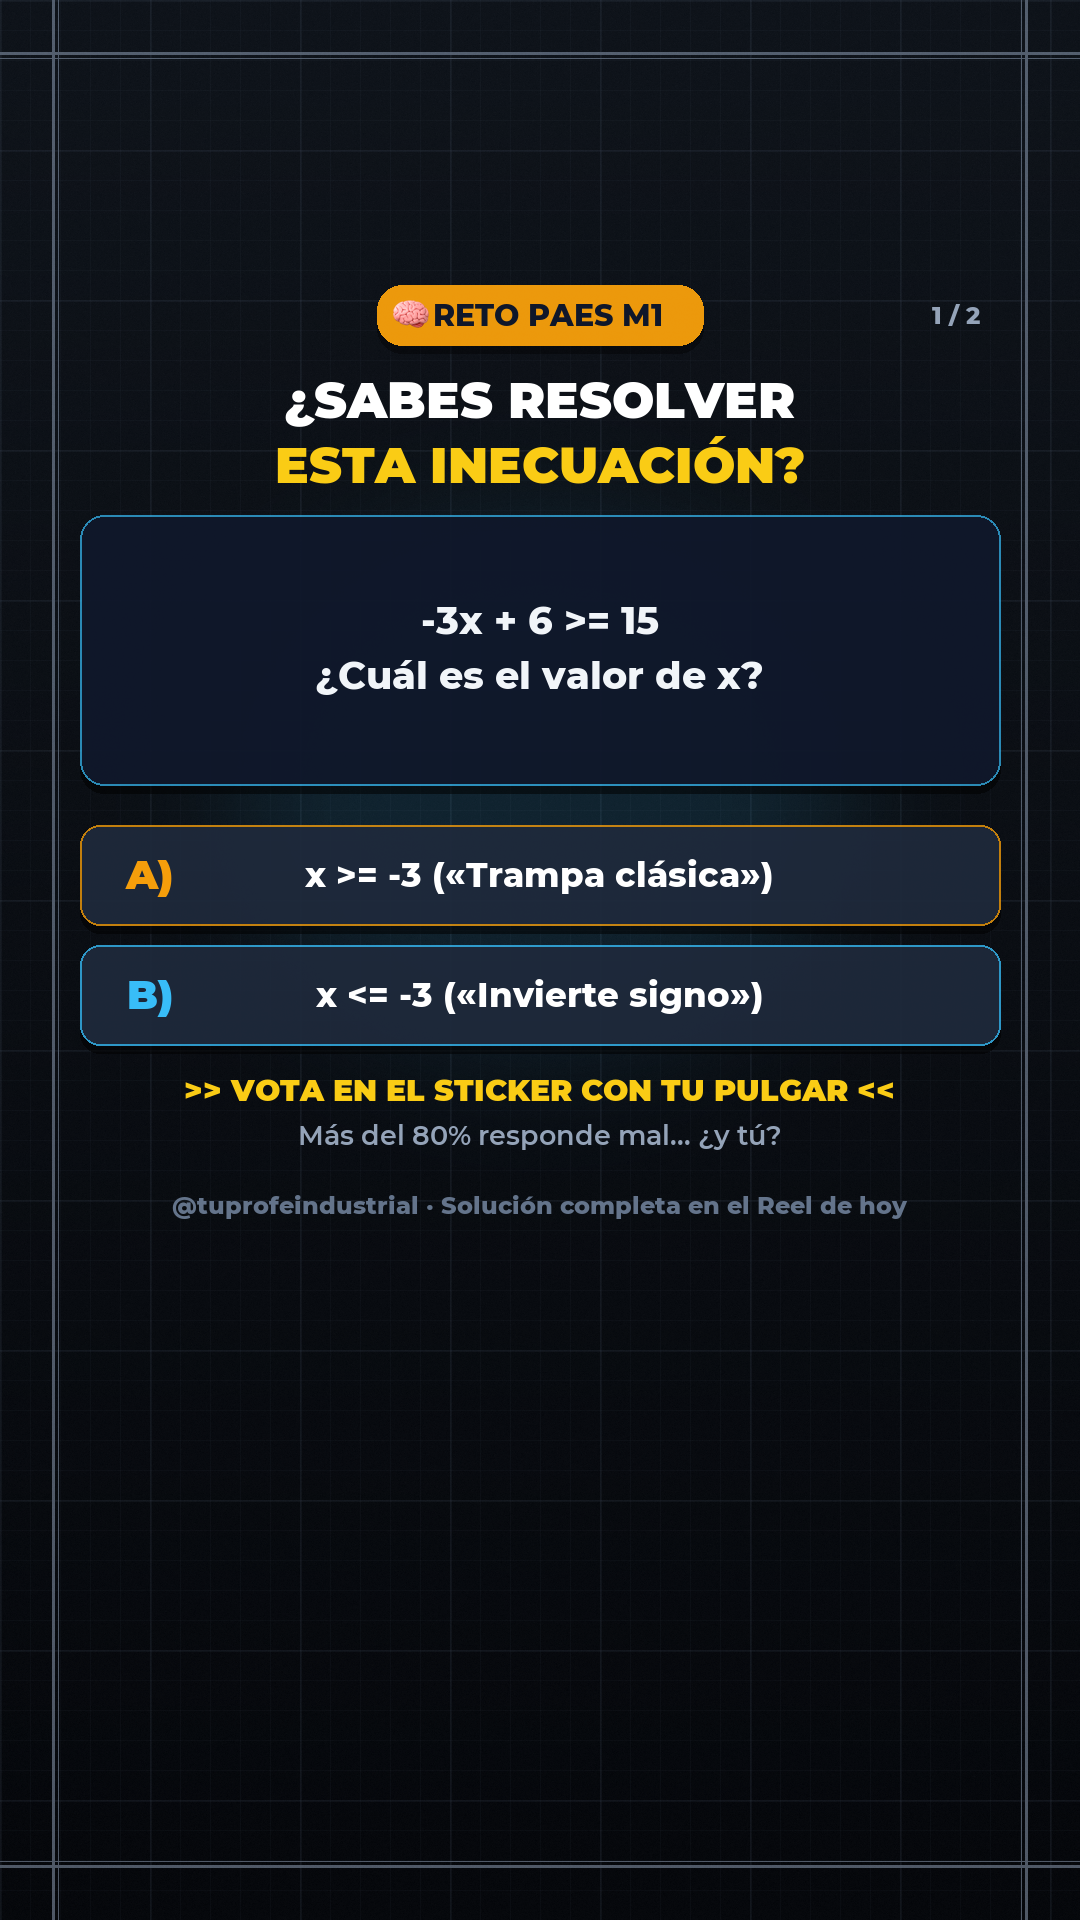 RETO PAES M1
1 / 2
¿SABES RESOLVER
ESTA INECUACIÓN?
-3x + 6 >= 15
¿Cuál es el valor de x?
A) x >= -3 («Trampa clásica»)
B) x <= -3 («Invierte signo»)
>> VOTA EN EL STICKER CON TU PULGAR <<
Más del 80% responde mal... ¿y tú?
@tuprofeindustrial · Solución completa en el Reel de hoy